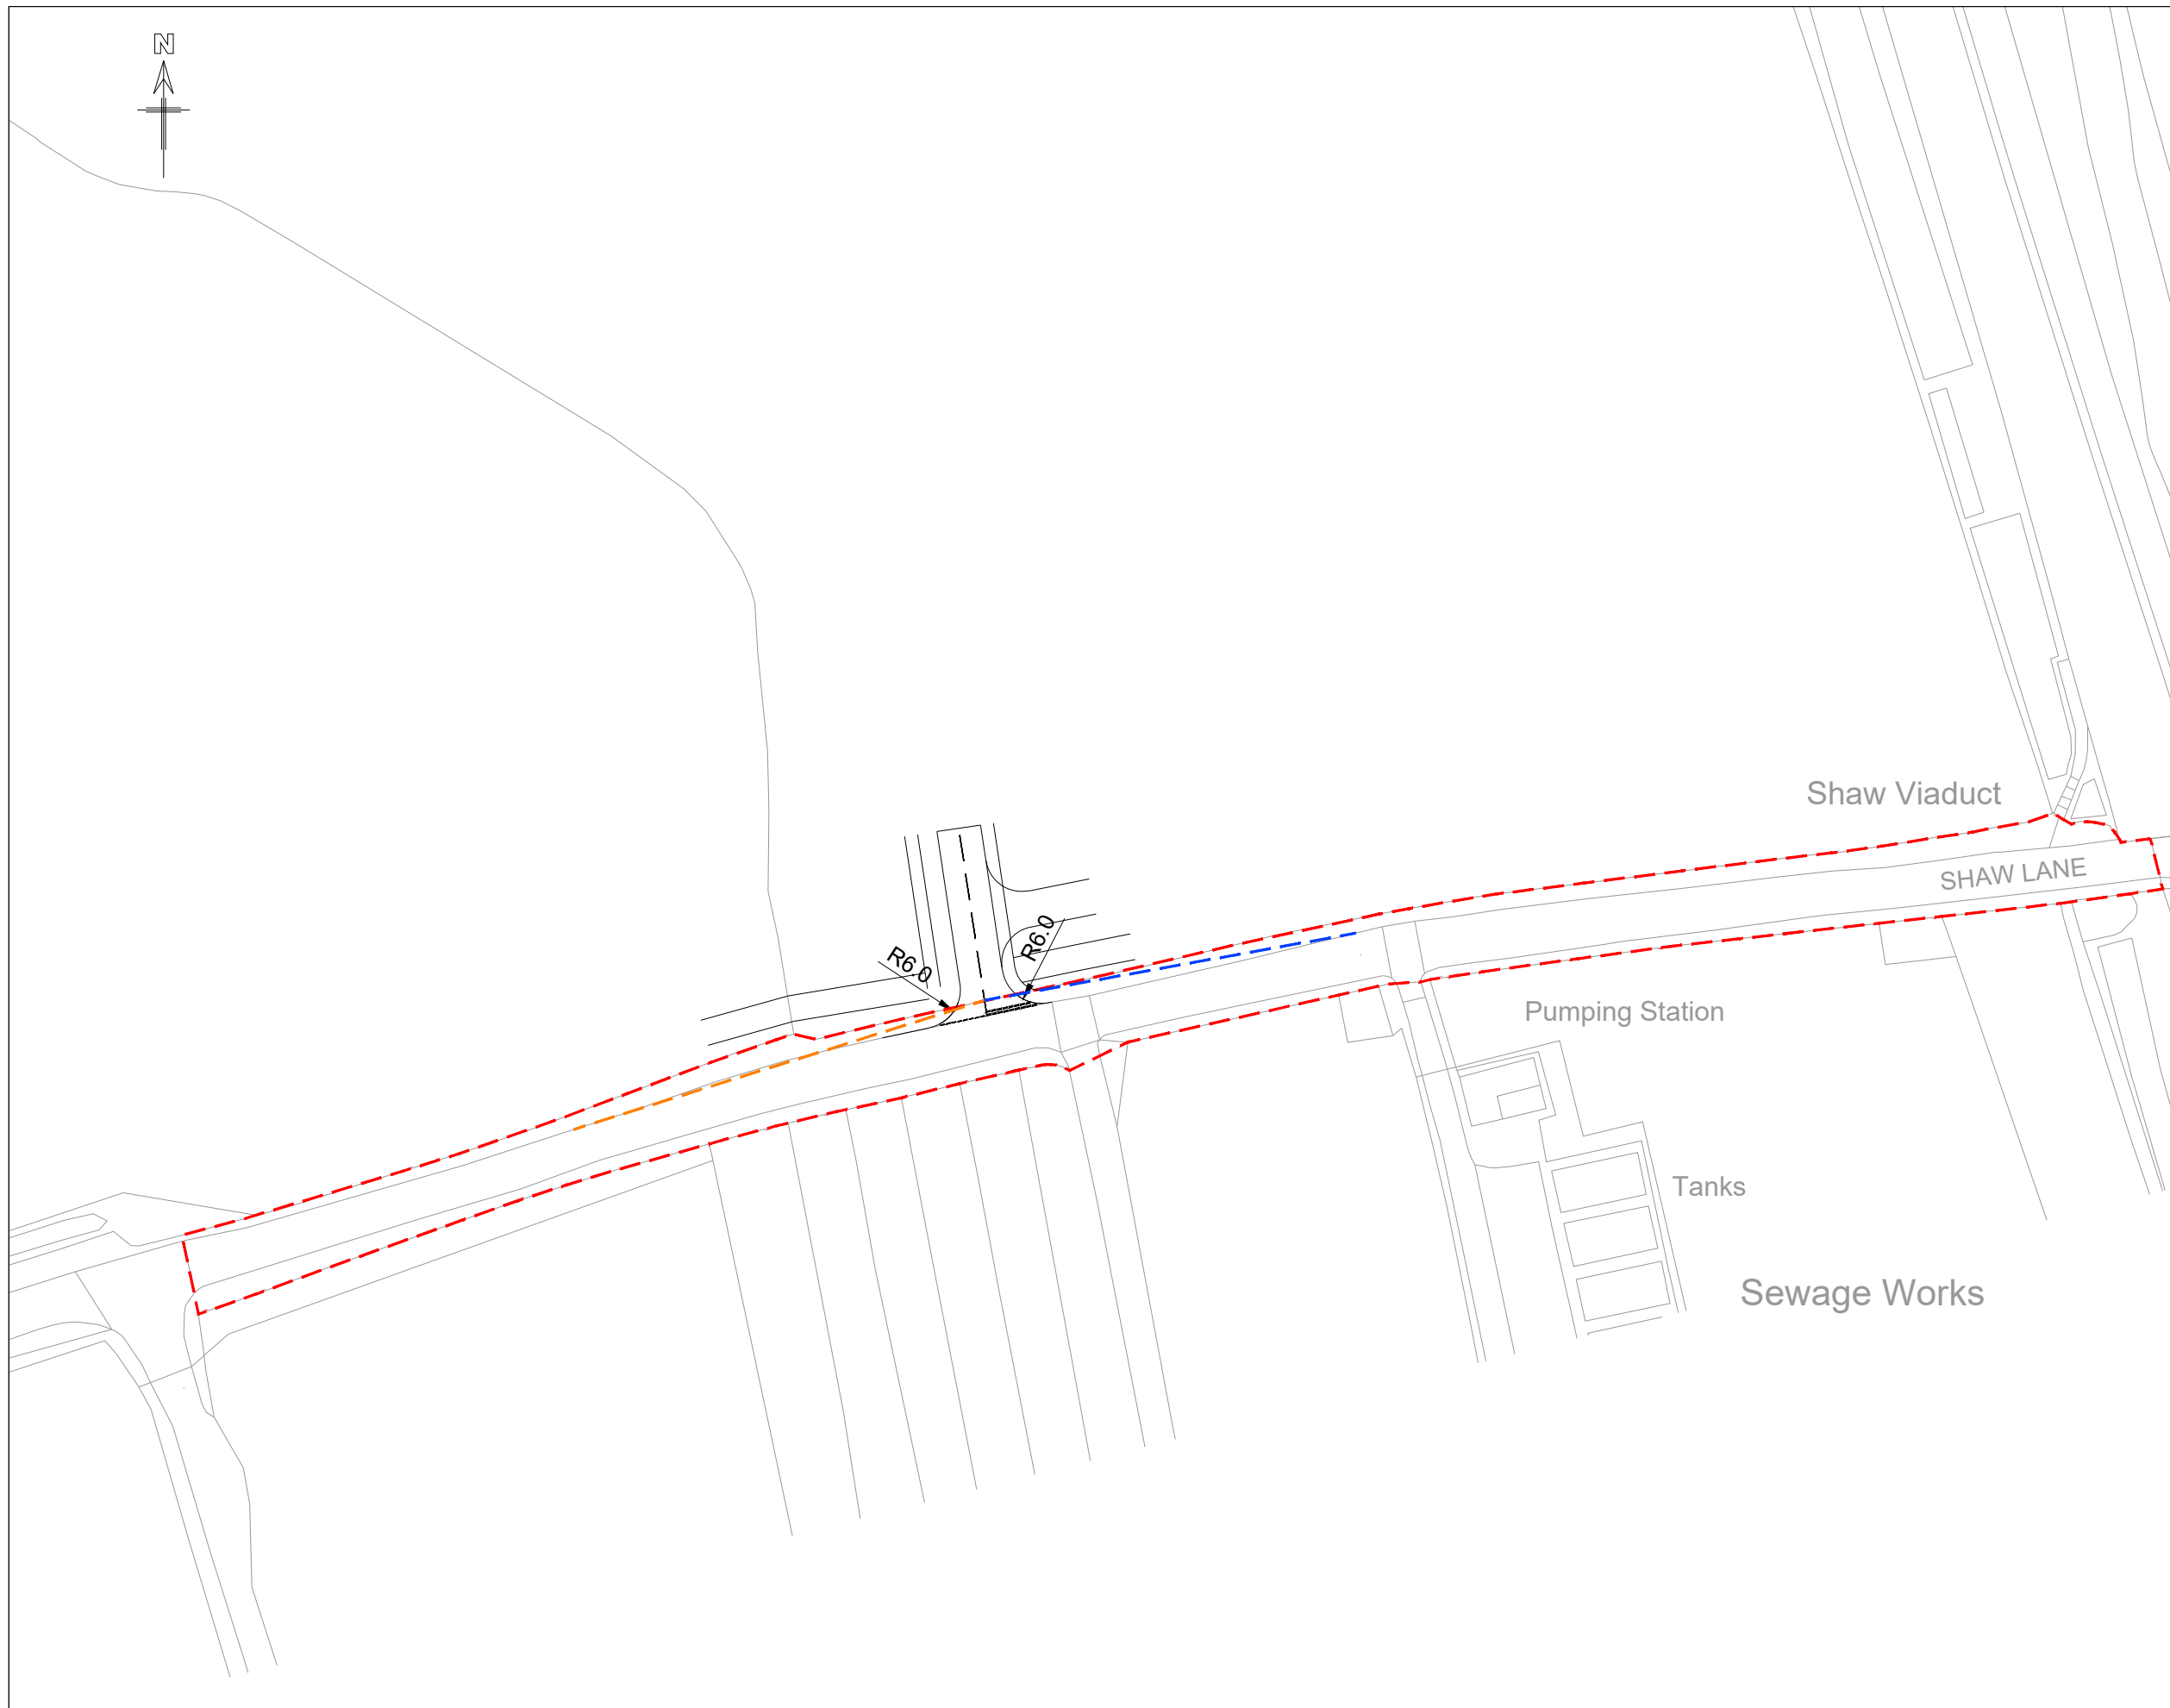 N
Shaw Viaduct
SHAW LANE
R6.0
R6.0
Pumping Station
Tanks
Sewage Works